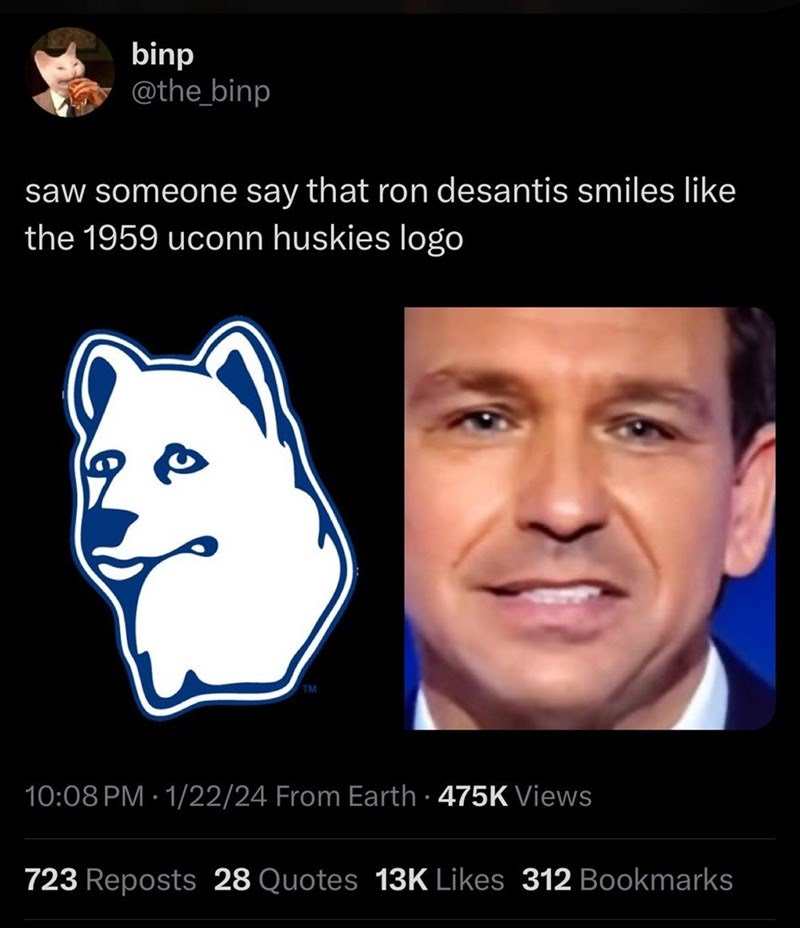 binp
@the_binp
saw someone say that ron desantis smiles like
the 1959 uconn huskies logo
TM
10:08 PM · 1/22/24 From Earth · 475K Views
723 Reposts 28 Quotes 13K Likes 312 Bookmarks